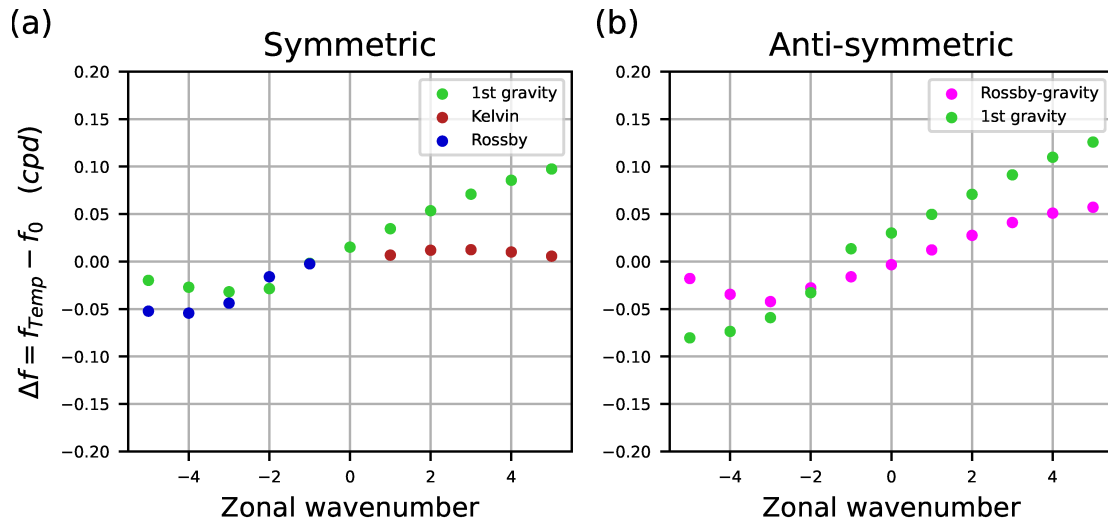 (a)
Symmetric
Δf = f_Temp − f_0 (cpd)
0.20
0.15
0.10
0.05
0.00
−0.05
−0.10
−0.15
−0.20
1st gravity
Kelvin
Rossby
−4 −2 0 2 4
Zonal wavenumber
(b)
Anti-symmetric
0.20
0.15
0.10
0.05
0.00
−0.05
−0.10
−0.15
−0.20
Rossby-gravity
1st gravity
−4 −2 0 2 4
Zonal wavenumber